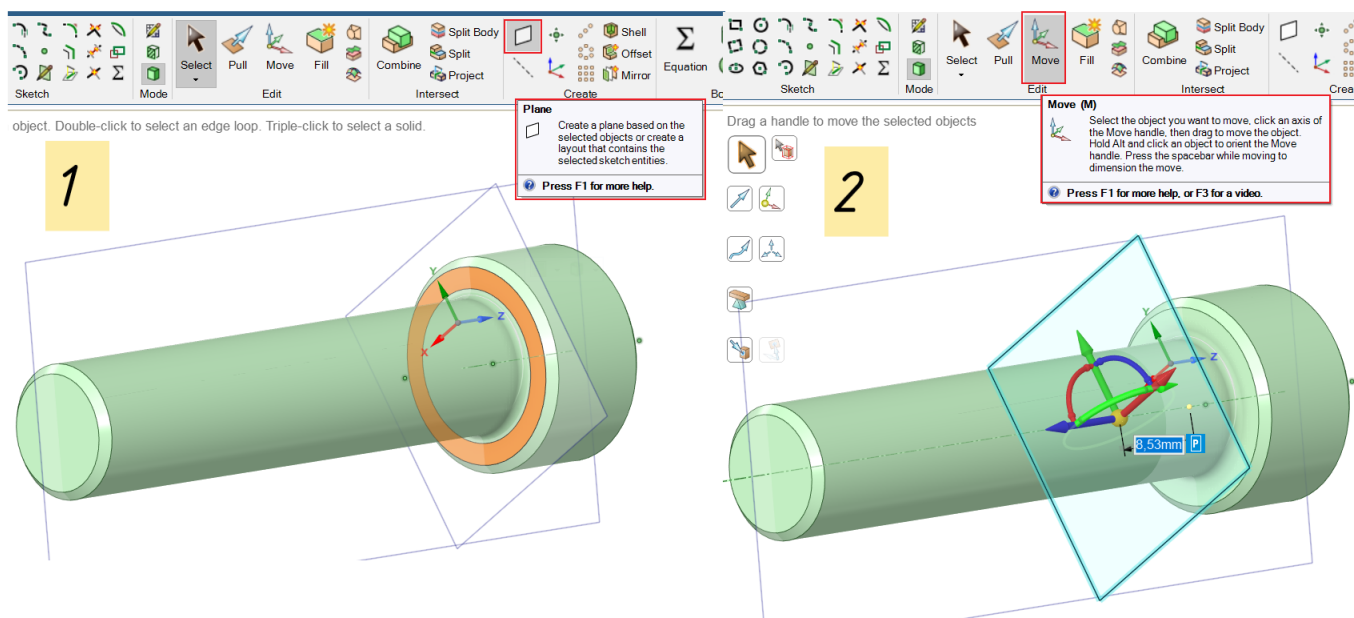 Select
Pull
Move
Fill
Combine
Split Body
Split
Project
Shell
Offset
Mirror
Equation
Sketch
Mode
Edit
Intersect
Create
Bo
Plane
Create a plane based on the
selected objects or create a
layout that contains the
selected sketch entities.
Press F1 for more help.
object. Double-click to select an edge loop. Triple-click to select a solid.
1
Y
Z
X
Select
Pull
Move
Fill
Combine
Split Body
Split
Project
Sketch
Mode
Edit
Intersect
Crea
Move (M)
Select the object you want to move, click an axis of
the Move handle, then drag to move the object.
Hold Alt and click an object to orient the Move
handle. Press the spacebar while moving to
dimension the move.
Press F1 for more help, or F3 for a video.
Drag a handle to move the selected objects
2
Y
Z
8,53mm P